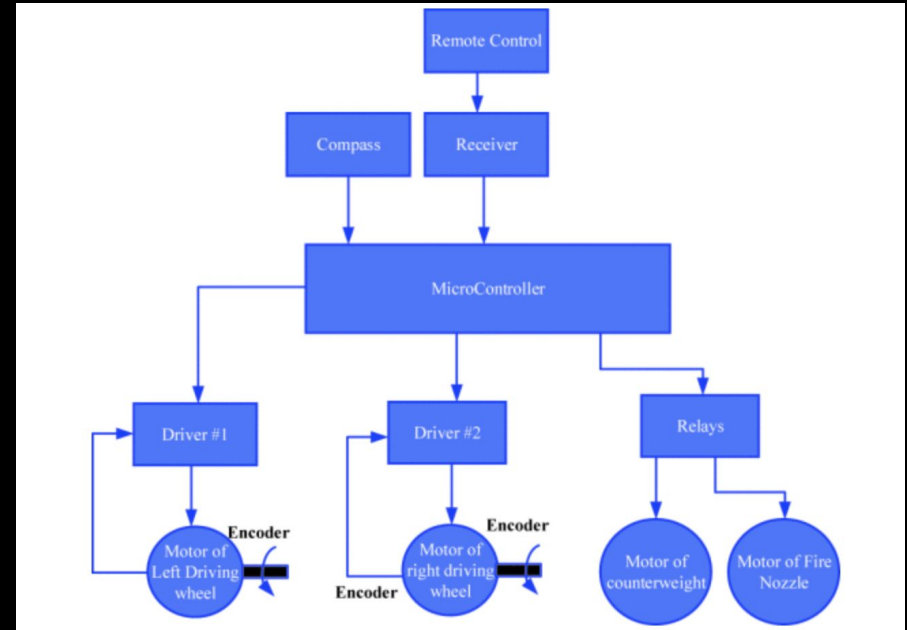 Remote Control
Compass
Receiver
MicroController
Driver #1
Driver #2
Relays
Encoder
Motor of
Left Driving
wheel
Encoder
Motor of
right driving
wheel
Encoder
Motor of
counterweight
Motor of Fire
Nozzle